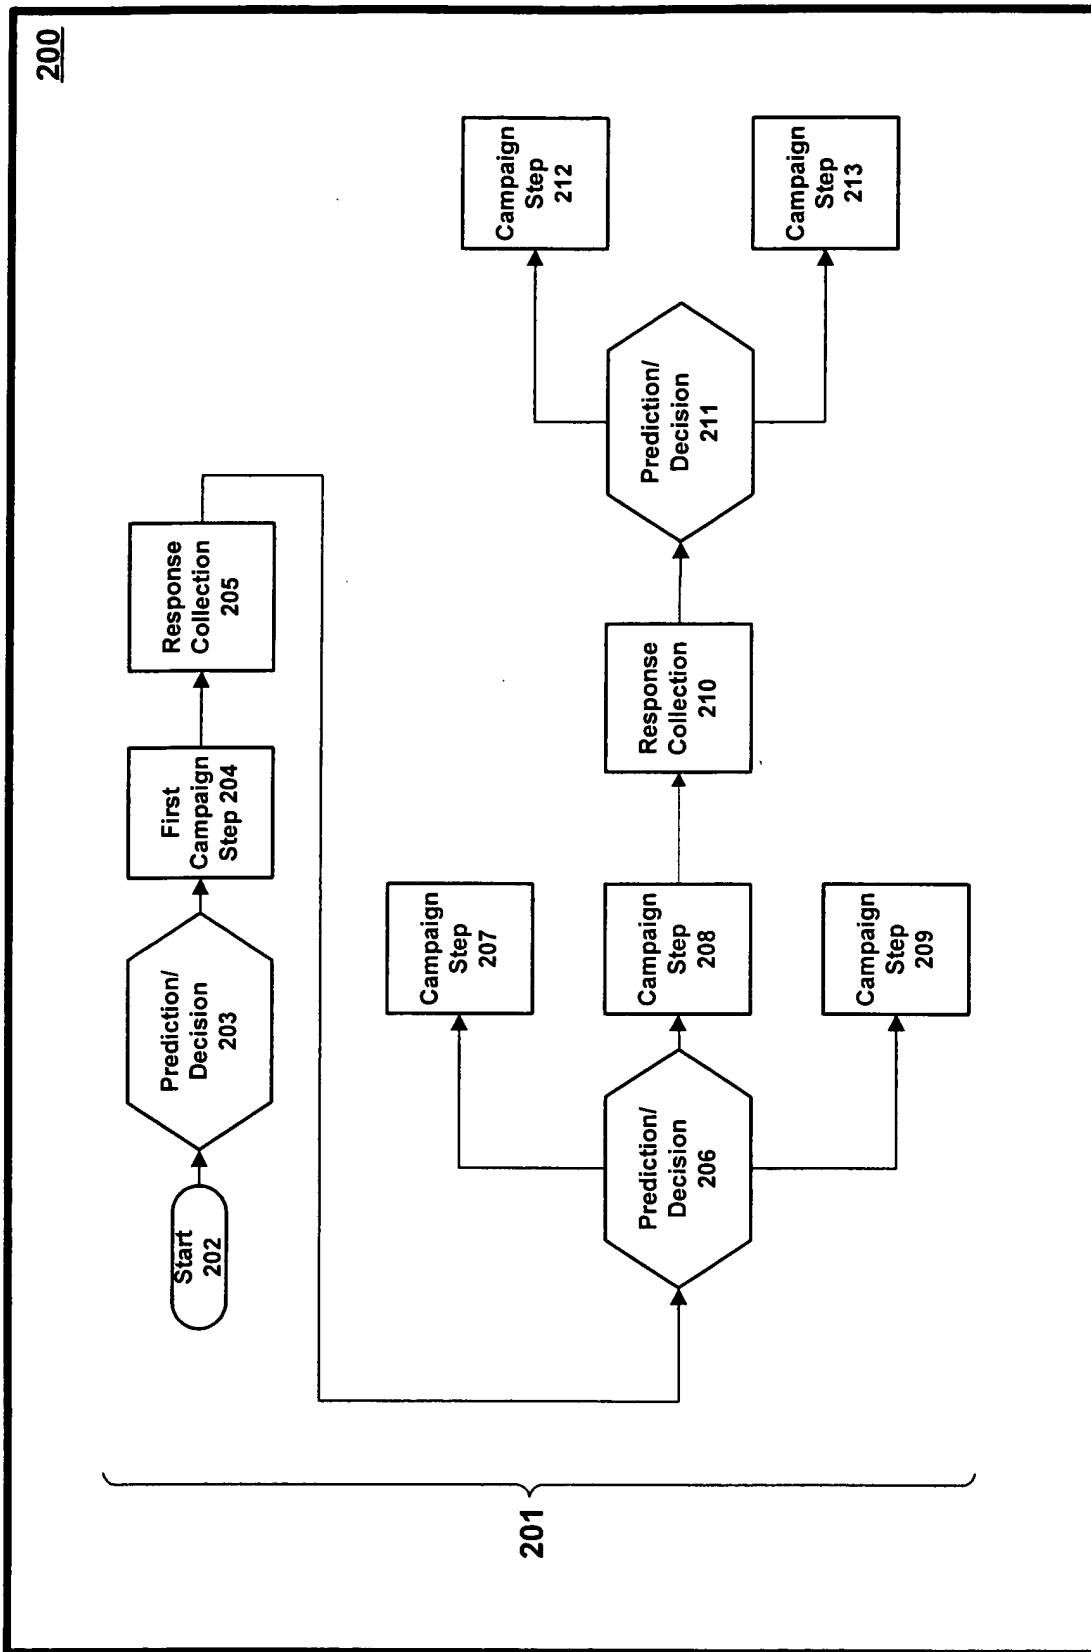 200
Start
202
Prediction/
Decision
203
First
Campaign
Step 204
Response
Collection
205
Prediction/
Decision
206
Campaign
Step
207
Campaign
Step
208
Campaign
Step
209
Response
Collection
210
Prediction/
Decision
211
Campaign
Step
212
Campaign
Step
213
201